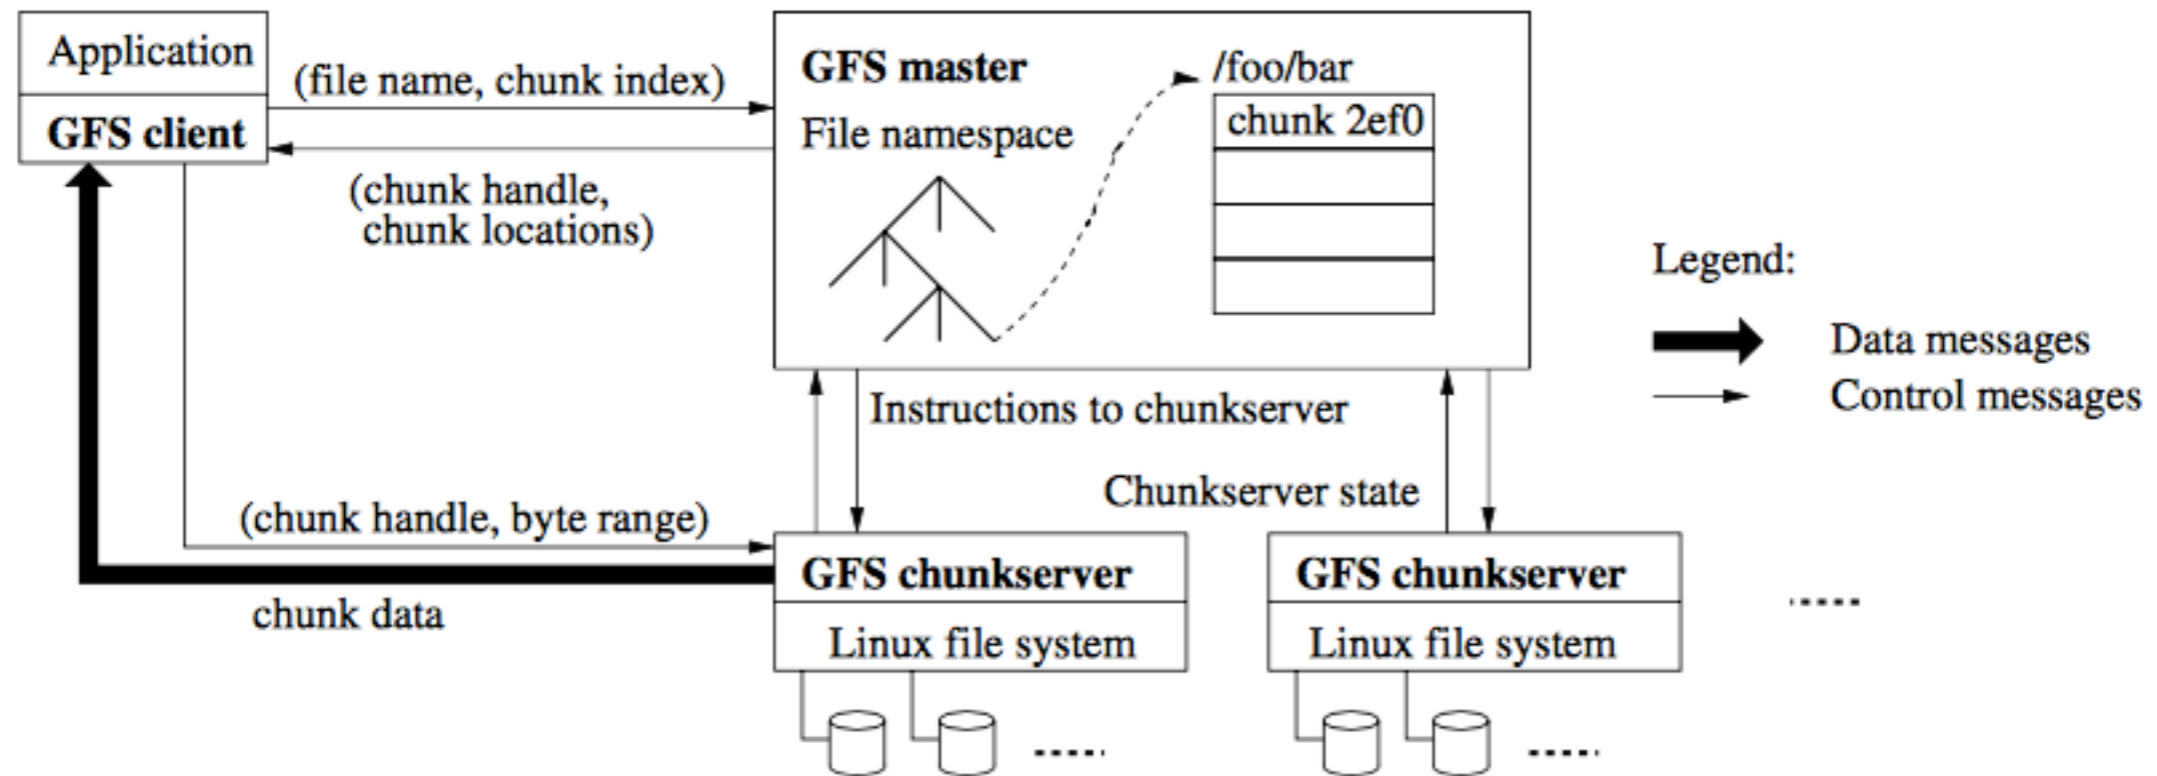 Application
GFS client
(file name, chunk index)
(chunk handle,
chunk locations)
GFS master
File namespace
/foo/bar
chunk 2ef0
Legend:
Data messages
Control messages
Instructions to chunkserver
Chunkserver state
(chunk handle, byte range)
chunk data
GFS chunkserver
Linux file system
GFS chunkserver
Linux file system